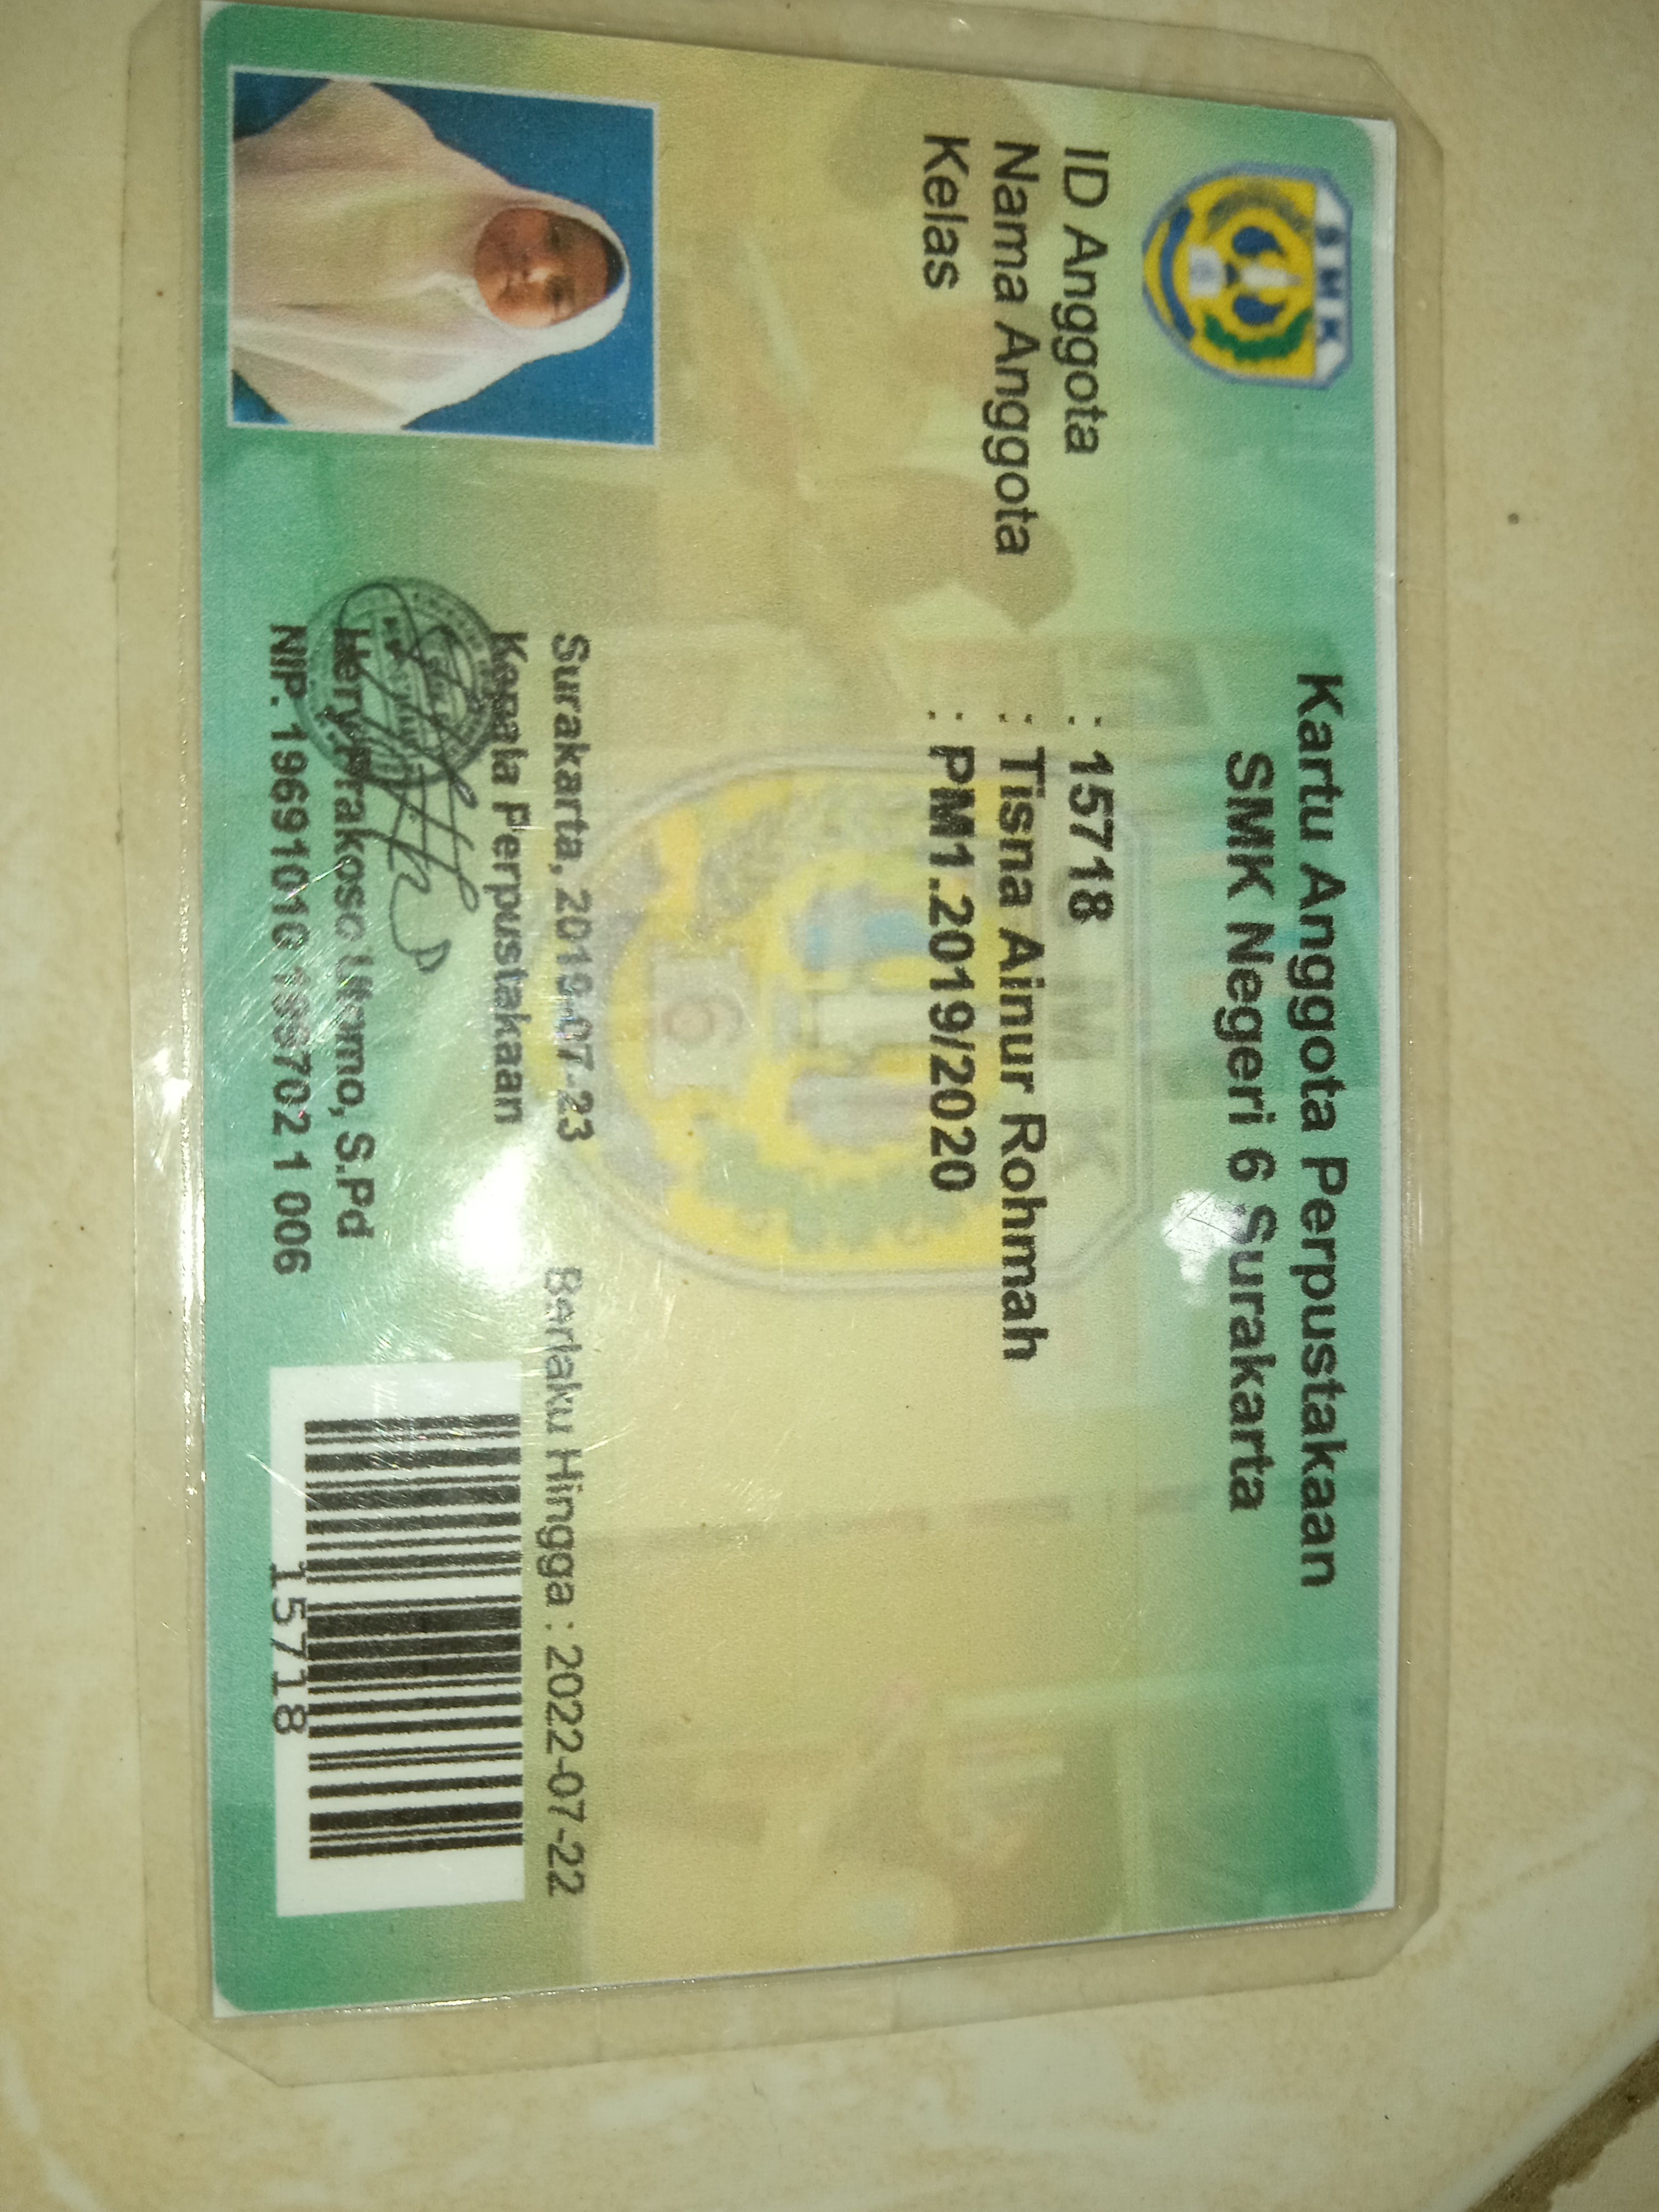 SMK
Kartu Anggota Perpustakaan
SMK Negeri 6 Surakarta
ID Anggota : 15718
Nama Anggota : Tisna Ainur Rohmah
Kelas : PM1.2019/2020
SMK
6
Surakarta, 2019-07-23
Berlaku Hingga : 2022-07-22
Kepala Perpustakaan
Hery Prakoso Utomo, S.Pd
NIP. 19691010 199702 1 006
15718